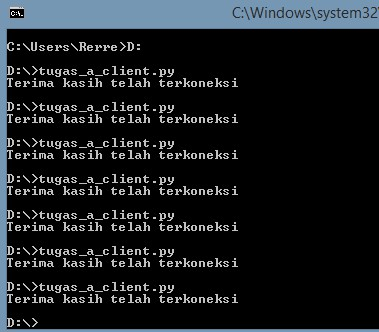 C:\Windows\system32\
C:\Users\Rerre>D:
D:\>tugas_a_client.py
Terima kasih telah terkoneksi
D:\>tugas_a_client.py
Terima kasih telah terkoneksi
D:\>tugas_a_client.py
Terima kasih telah terkoneksi
D:\>tugas_a_client.py
Terima kasih telah terkoneksi
D:\>tugas_a_client.py
Terima kasih telah terkoneksi
D:\>tugas_a_client.py
Terima kasih telah terkoneksi
D:\>tugas_a_client.py
Terima kasih telah terkoneksi
D:\>